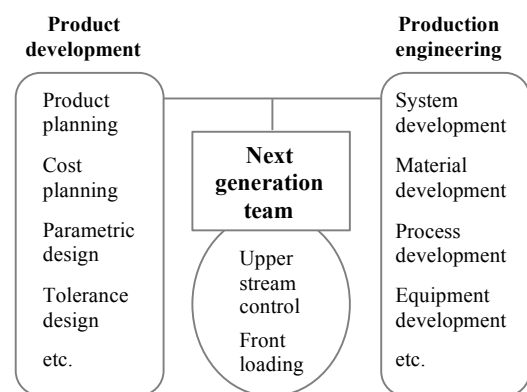 Product
development
Product
planning
Cost
planning
Parametric
design
Tolerance
design
etc.
Next
generation
team
Upper
stream
control
Front
loading
Production
engineering
System
development
Material
development
Process
development
Equipment
development
etc.